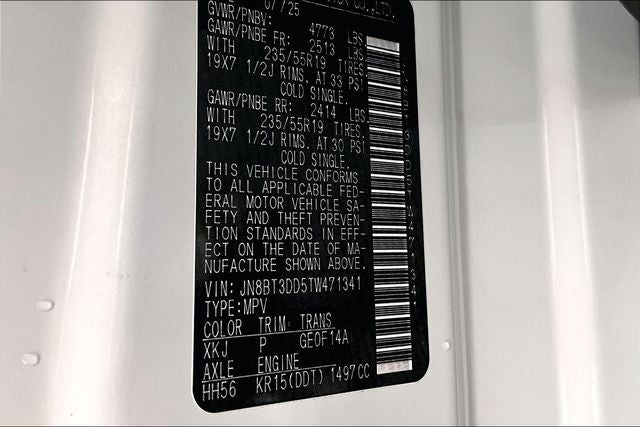 07/25
GVWR/PNBV: 4773 LBS
GAWR/PNBE FR: 2513 LBS.
WITH 235/55R19 TIRES.
19X7 1/2J RIMS. AT 33 PSI
COLD SINGLE.
GAWR/PNBE RR: 2414 LBS.
WITH 235/55R19 TIRES.
19X7 1/2J RIMS. AT 30 PSI
COLD SINGLE.
THIS VEHICLE CONFORMS
TO ALL APPLICABLE FED-
ERAL MOTOR VEHICLE SA-
FETY AND THEFT PREVEN-
TION STANDARDS IN EFF-
ECT ON THE DATE OF MA-
NUFACTURE SHOWN ABOVE.
VIN: JN8BT3DD5TW471341
TYPE:MPV
COLOR TRIM TRANS
XKJ P GE0F14A
AXLE ENGINE
HH56 KR15(DDT) 1497CC